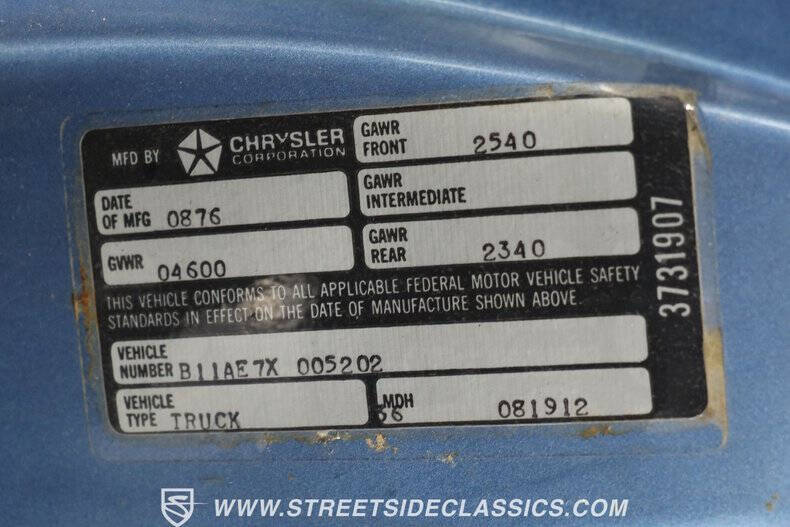 MFD BY CHRYSLER CORPORATION
GAWR FRONT 2540
DATE OF MFG 0876
GAWR INTERMEDIATE
GVWR 04600
GAWR REAR 2340
THIS VEHICLE CONFORMS TO ALL APPLICABLE FEDERAL MOTOR VEHICLE SAFETY
STANDARDS IN EFFECT ON THE DATE OF MANUFACTURE SHOWN ABOVE.
VEHICLE NUMBER B11AE7X 005202
VEHICLE TYPE TRUCK
MDH 081912
3731907
WWW.STREETSIDECLASSICS.COM